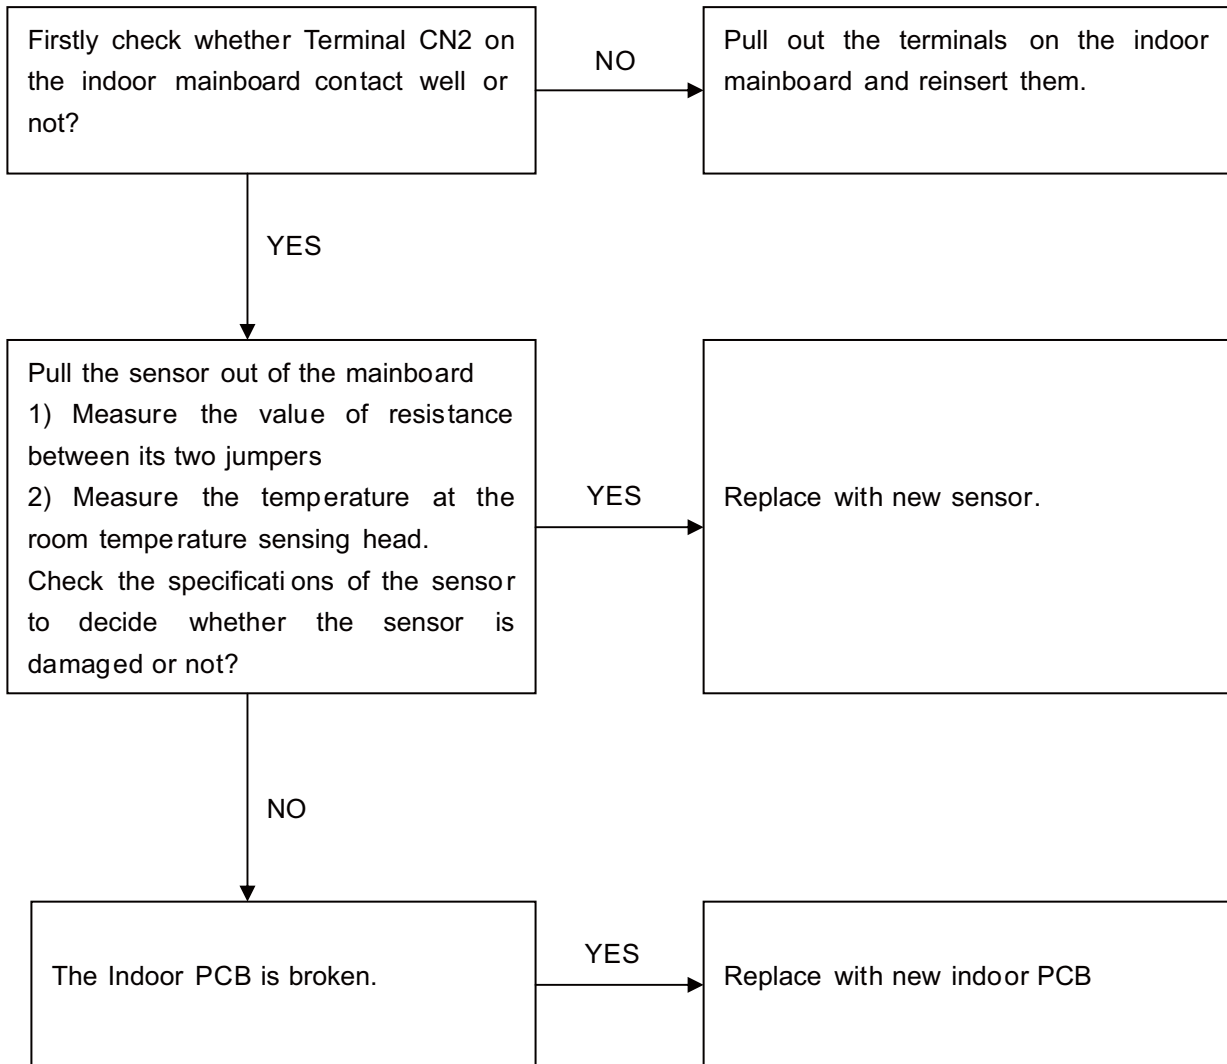 Firstly check whether Terminal CN2 on
the indoor mainboard contact well or
not?
NO
Pull out the terminals on the indoor
mainboard and reinsert them.
YES
Pull the sensor out of the mainboard
1) Measure the value of resistance
between its two jumpers
2) Measure the temperature at the
room temperature sensing head.
Check the specifications of the sensor
to decide whether the sensor is
damaged or not?
YES
Replace with new sensor.
NO
The Indoor PCB is broken.
YES
Replace with new indoor PCB